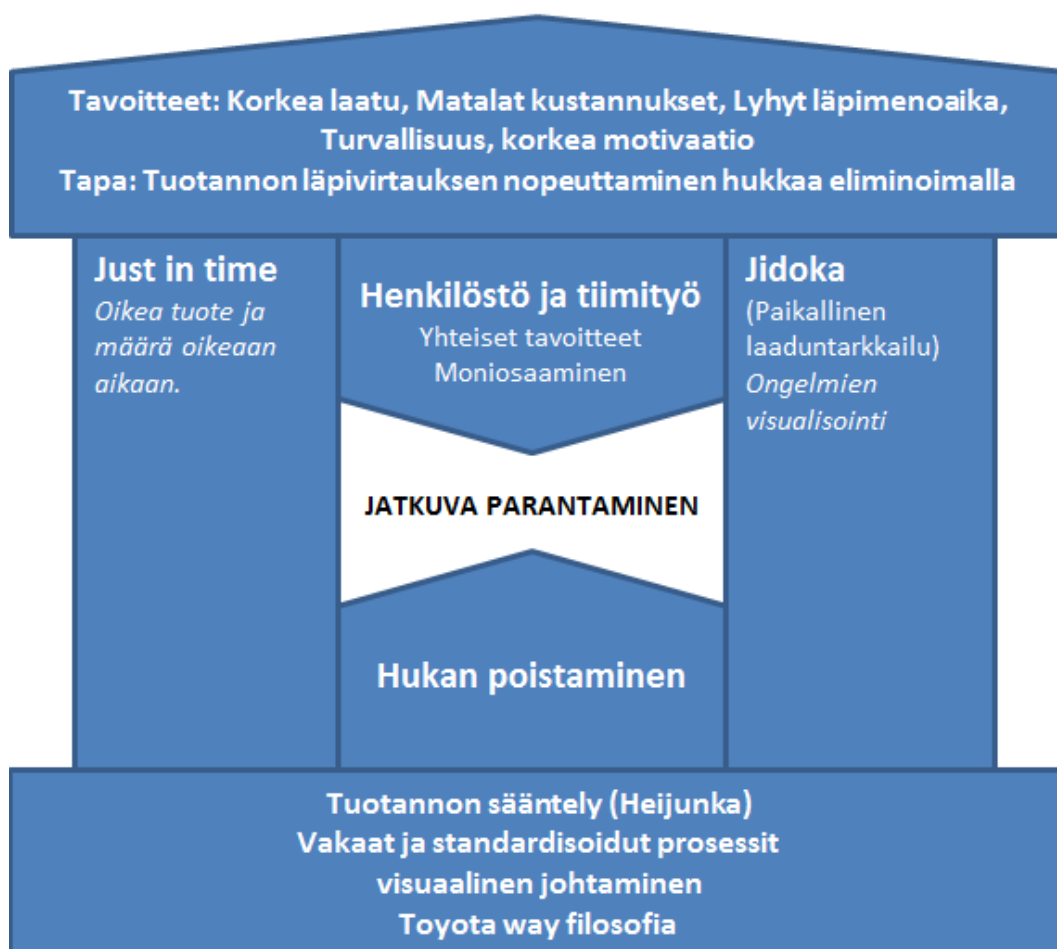 Tavoitteet: Korkea laatu, Matalat kustannukset, Lyhyt läpimenoaika,
Turvallisuus, korkea motivaatio
Tapa: Tuotannon läpivirtauksen nopeuttaminen hukkaa eliminoimalla
Just in time
Oikea tuote ja
määrä oikeaan
aikaan.
Henkilöstö ja tiimityö
Yhteiset tavoitteet
Moniosaaminen
Jidoka
(Paikallinen
laaduntarkkailu)
Ongelmien
visualisointi
JATKUVA PARANTAMINEN
Hukan poistaminen
Tuotannon sääntely (Heijunka)
Vakaat ja standardisoidut prosessit
visuaalinen johtaminen
Toyota way filosofia